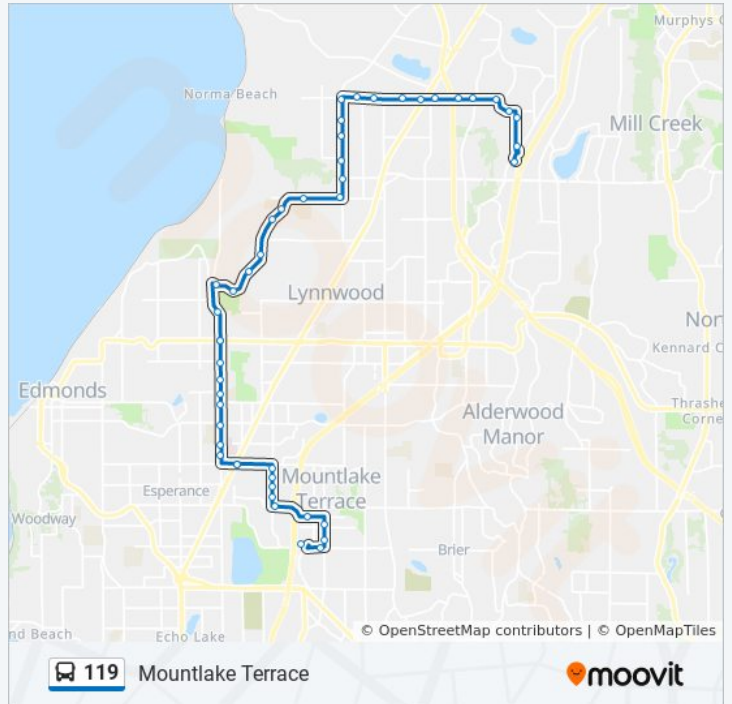 Murphys C
Norma Beach
Mill Creek
Lynnwood
Nor
Kennard C
Edmonds
Thrashe
Corne
Alderwood
Manor
Mountlake
Terrace
Esperance
Woodway
Brier
nd Beach
Echo Lake
© OpenStreetMap contributors | © OpenMapTiles
119 Mountlake Terrace
moovit